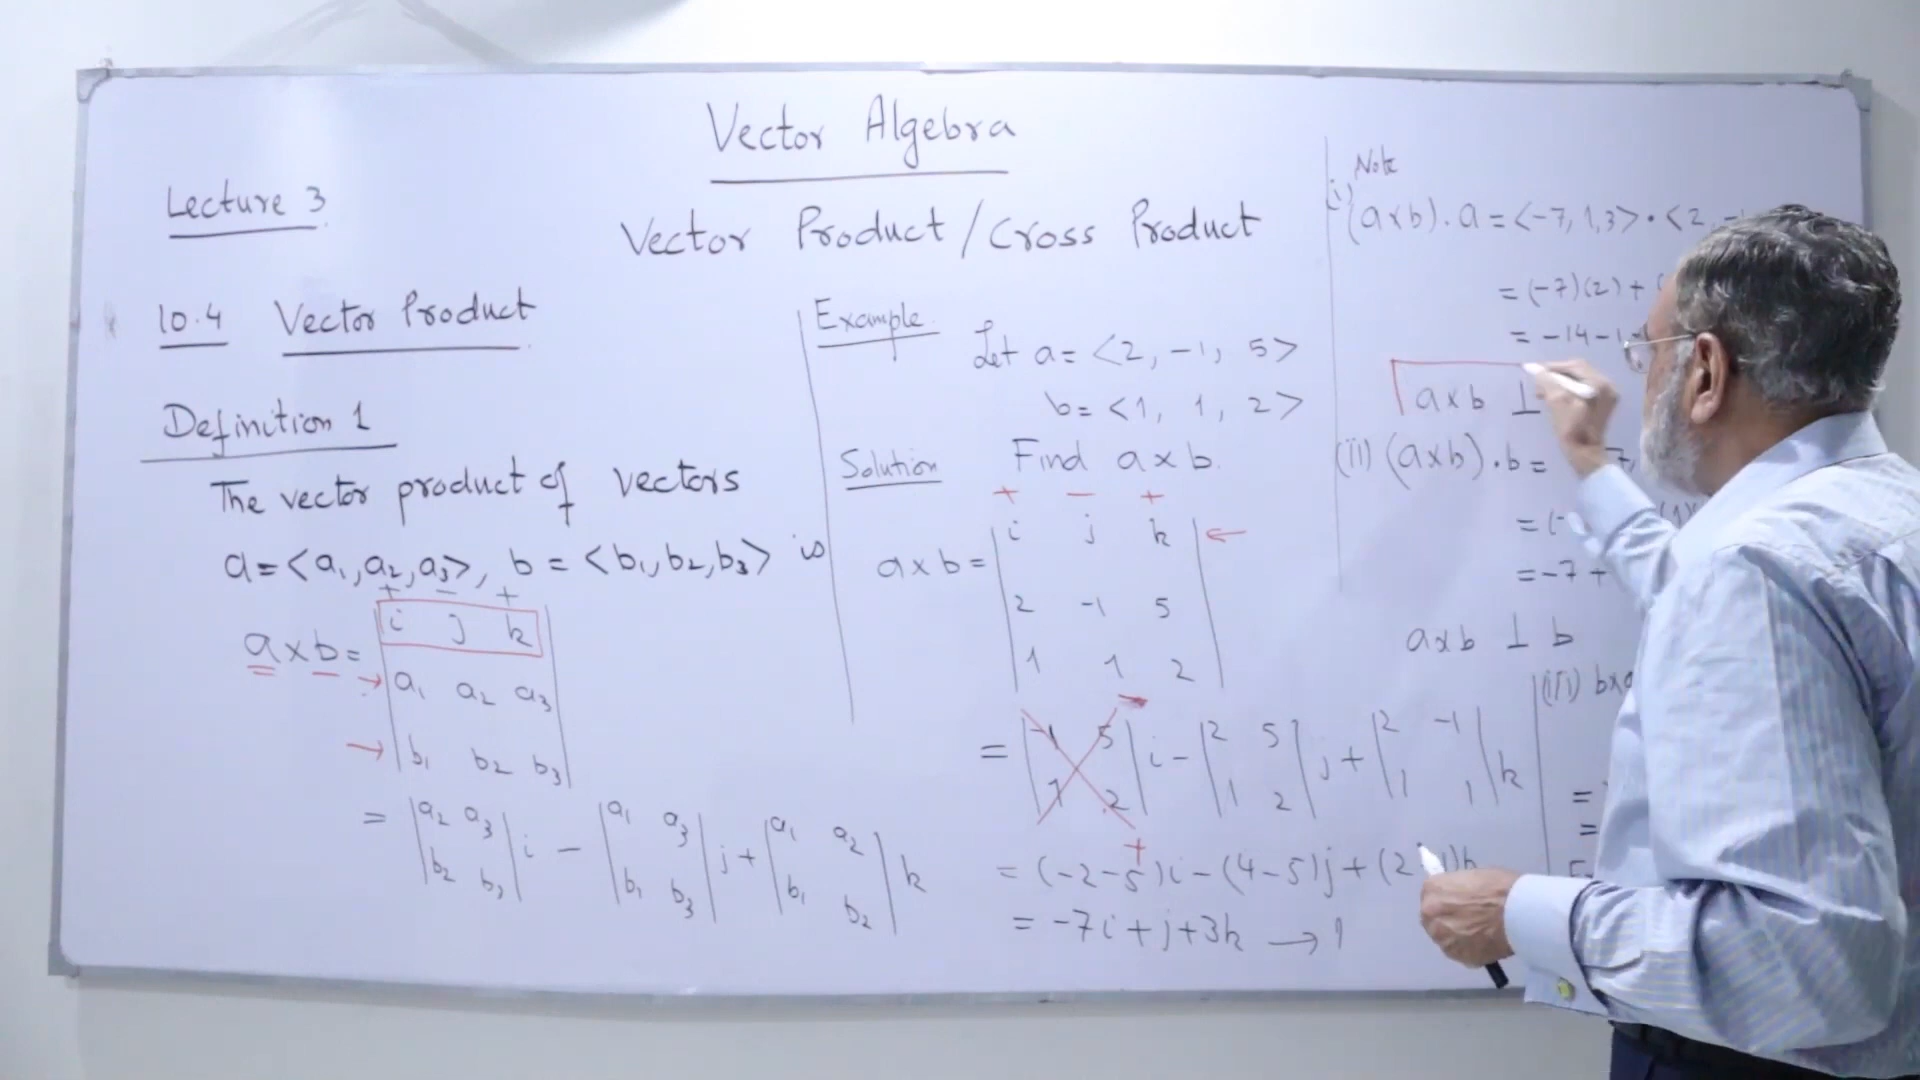 Vector Algebra
Lecture 3
Vector Product / Cross Product
10.4 Vector Product
Definition 1
The vector product of vectors
a = <a₁, a₂, a₃>, b = <b₁, b₂, b₃> is
+ − +
i j k
a x b =
→ a₁ a₂ a₃
→ b₁ b₂ b₃
= |a₂ a₃| i − |a₁ a₃| j + |a₁ a₂| k
|b₂ b₃| |b₁ b₃| |b₁ b₂|
Example
Let a = <2, -1, 5>
b = <1, 1, 2>
Find a x b.
Solution
+ − +
i j k ←
a x b =
2 -1 5
1 1 2
= |-1 5| i − |2 5| j + |2 -1| k
|1 2| |1 2| |1 1|
− +
= (-2-5)i − (4-5)j + (2+1)k
= -7i + j + 3k → 1
Note
(i) (a x b) . a = <-7, 1, 3> . <2, -
= (-7)(2) + (
= -14 - 1
a x b ⊥
(ii) (a x b) . b =
= (-
= -7 +
a x b ⊥ b
(iii) b x
=
=